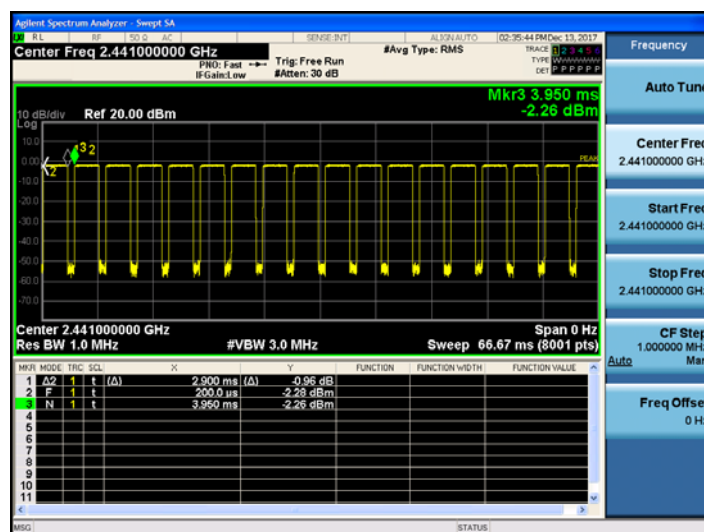 Agilent Spectrum Analyzer - Swept SA
RL RF 50 Ω AC SENSE:INT ALIGN AUTO 02:35:44 PM Dec 13, 2017
Center Freq 2.441000000 GHz #Avg Type: RMS TRACE 1 2 3 4 5 6
PNO: Fast Trig: Free Run TYPE
IFGain:Low #Atten: 30 dB DET P P P P P P
Frequency
Mkr3 3.950 ms
-2.26 dBm
10 dB/div Ref 20.00 dBm
Log
10.0
0.00
-10.0
-20.0
-30.0
-40.0
-50.0
-60.0
-70.0
132
2
PEAK
Center 2.441000000 GHz Span 0 Hz
Res BW 1.0 MHz #VBW 3.0 MHz Sweep 66.67 ms (8001 pts)
MKR MODE TRC SCL X Y FUNCTION FUNCTION WIDTH FUNCTION VALUE
1 Δ2 1 t (Δ) 2.900 ms (Δ) -0.96 dB
2 F 1 t 200.0 µs -2.28 dBm
3 N 1 t 3.950 ms -2.26 dBm
4
5
6
7
8
9
10
11
MSG STATUS
Auto Tun
Center Fre
2.441000000 GH
Start Fre
2.441000000 GH
Stop Fre
2.441000000 GH
CF Step
1.000000 MH
Auto Ma
Freq Offse
0 H